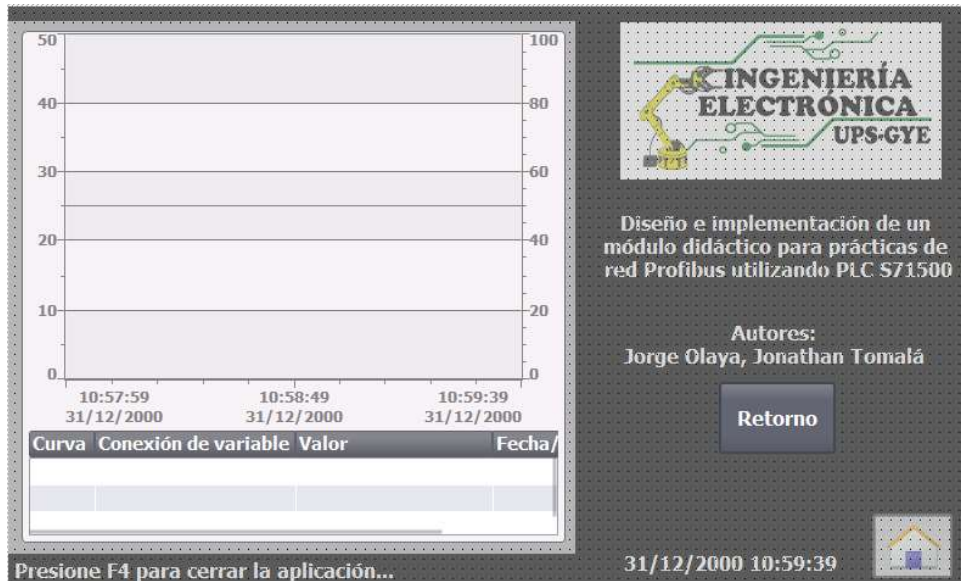 50
100
40
80
30
60
20
40
10
20
0
0
10:57:59
10:58:49
10:59:39
31/12/2000
31/12/2000
31/12/2000
Curva Conexión de variable Valor Fecha/
INGENIERÍA
ELECTRÓNICA
UPS-GYE
Diseño e implementación de un
módulo didáctico para prácticas de
red Profibus utilizando PLC S71500
Autores:
Jorge Olaya, Jonathan Tomalá
Retorno
31/12/2000 10:59:39
Presione F4 para cerrar la aplicación...